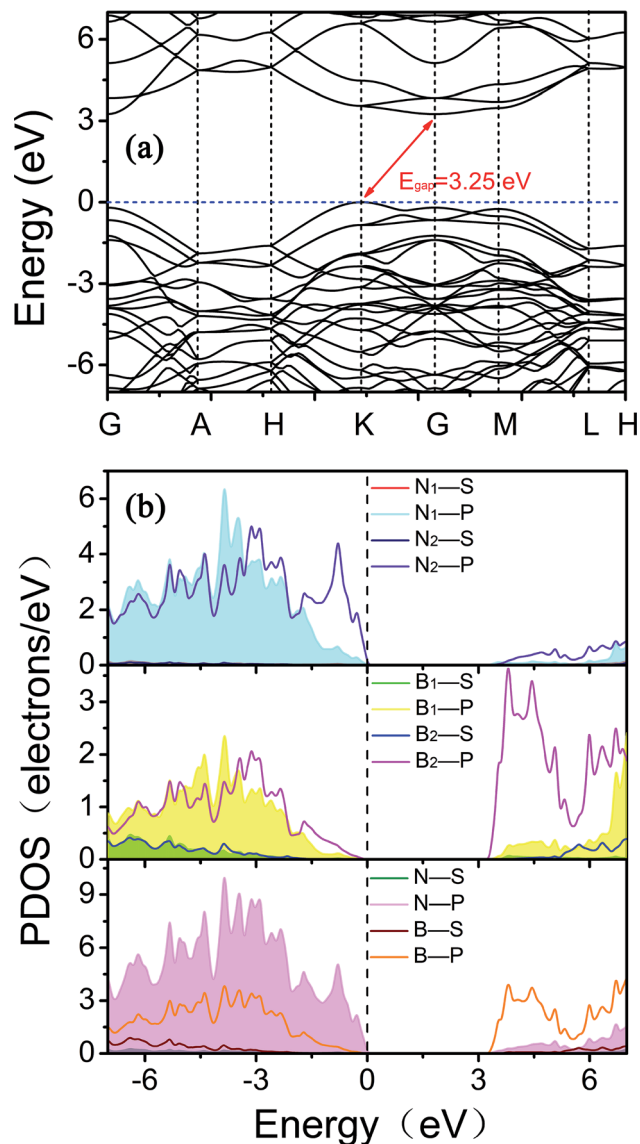 6
(a)
3
E_gap=3.25 eV
0
-3
-6
Energy (eV)
G A H K G M L H
(b)
N₁—S
N₁—P
N₂—S
N₂—P
6
4
2
0
B₁—S
B₁—P
B₂—S
B₂—P
3
2
1
0
N—S
N—P
B—S
B—P
9
6
3
0
PDOS（electrons/eV）
-6 -3 0 3 6
Energy（eV）